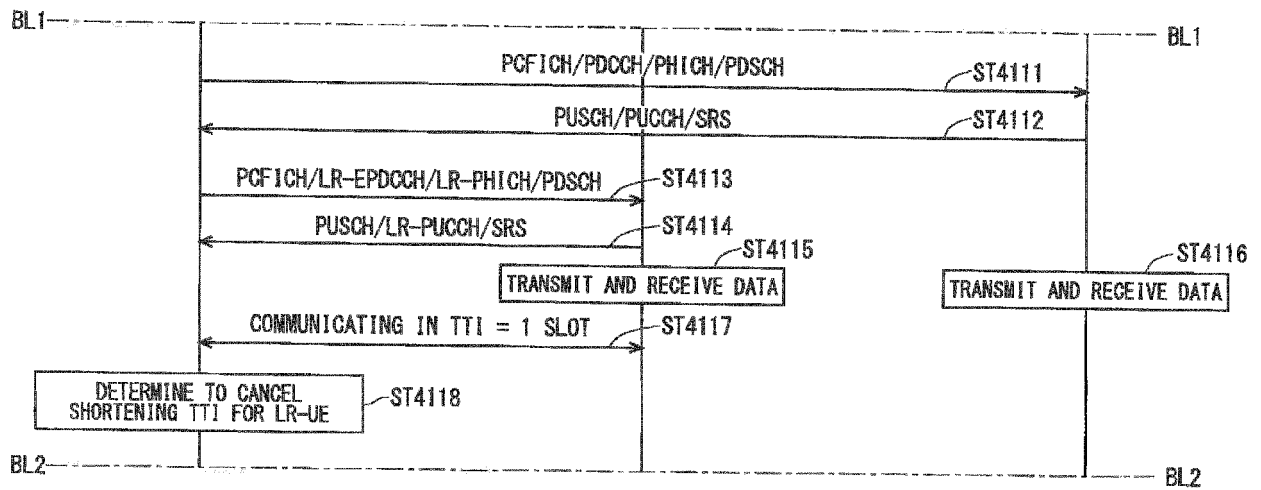 BL1
BL1
PCFICH/PDCCH/PHICH/PDSCH
ST4111
PUSCH/PUCCH/SRS
ST4112
PCFICH/LR-EPDCCH/LR-PHICH/PDSCH
ST4113
PUSCH/LR-PUCCH/SRS
ST4114
ST4115
TRANSMIT AND RECEIVE DATA
ST4116
TRANSMIT AND RECEIVE DATA
COMMUNICATING IN TTI = 1 SLOT
ST4117
DETERMINE TO CANCEL
SHORTENING TTI FOR LR-UE
ST4118
BL2
BL2